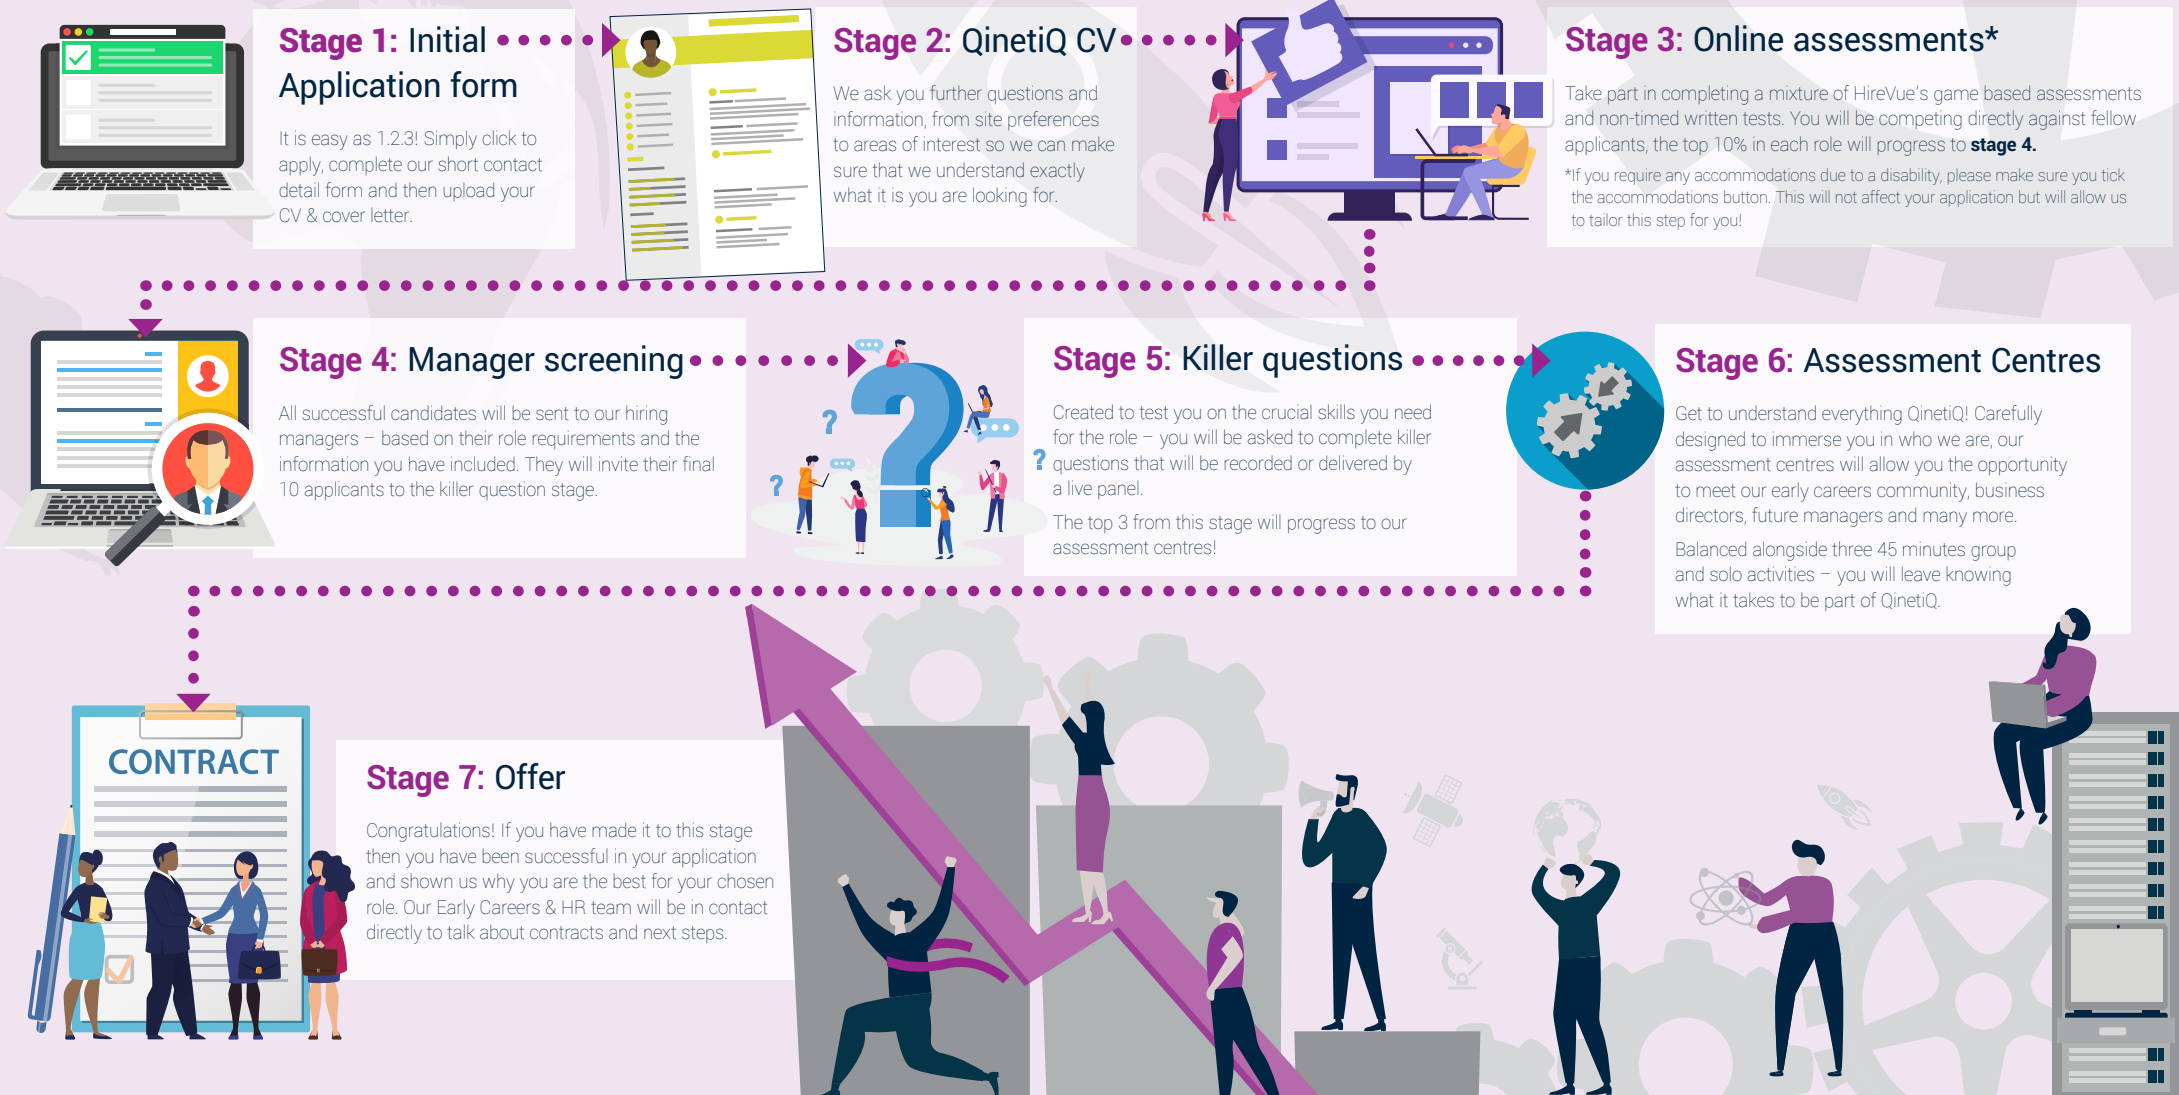 Stage 1: Initial
Application form
It is easy as 1.2.3! Simply click to
apply, complete our short contact
detail form and then upload your
CV & cover letter.
Stage 2: QinetiQ CV
We ask you further questions and
information, from site preferences
to areas of interest so we can make
sure that we understand exactly
what it is you are looking for.
Stage 3: Online assessments*
Take part in completing a mixture of HireVue's game based assessments
and non-timed written tests. You will be competing directly against fellow
applicants, the top 10% in each role will progress to stage 4.
*If you require any accommodations due to a disability, please make sure you tick
the accommodations button. This will not affect your application but will allow us
to tailor this step for you!
Stage 4: Manager screening
All successful candidates will be sent to our hiring
managers – based on their role requirements and the
information you have included. They will invite their final
10 applicants to the killer question stage.
?
?
?
?
Stage 5: Killer questions
Created to test you on the crucial skills you need
for the role – you will be asked to complete killer
questions that will be recorded or delivered by
a live panel.
The top 3 from this stage will progress to our
assessment centres!
Stage 6: Assessment Centres
Get to understand everything QinetiQ! Carefully
designed to immerse you in who we are, our
assessment centres will allow you the opportunity
to meet our early careers community, business
directors, future managers and many more.
Balanced alongside three 45 minutes group
and solo activities – you will leave knowing
what it takes to be part of QinetiQ.
CONTRACT
Stage 7: Offer
Congratulations! If you have made it to this stage
then you have been successful in your application
and shown us why you are the best for your chosen
role. Our Early Careers & HR team will be in contact
directly to talk about contracts and next steps.